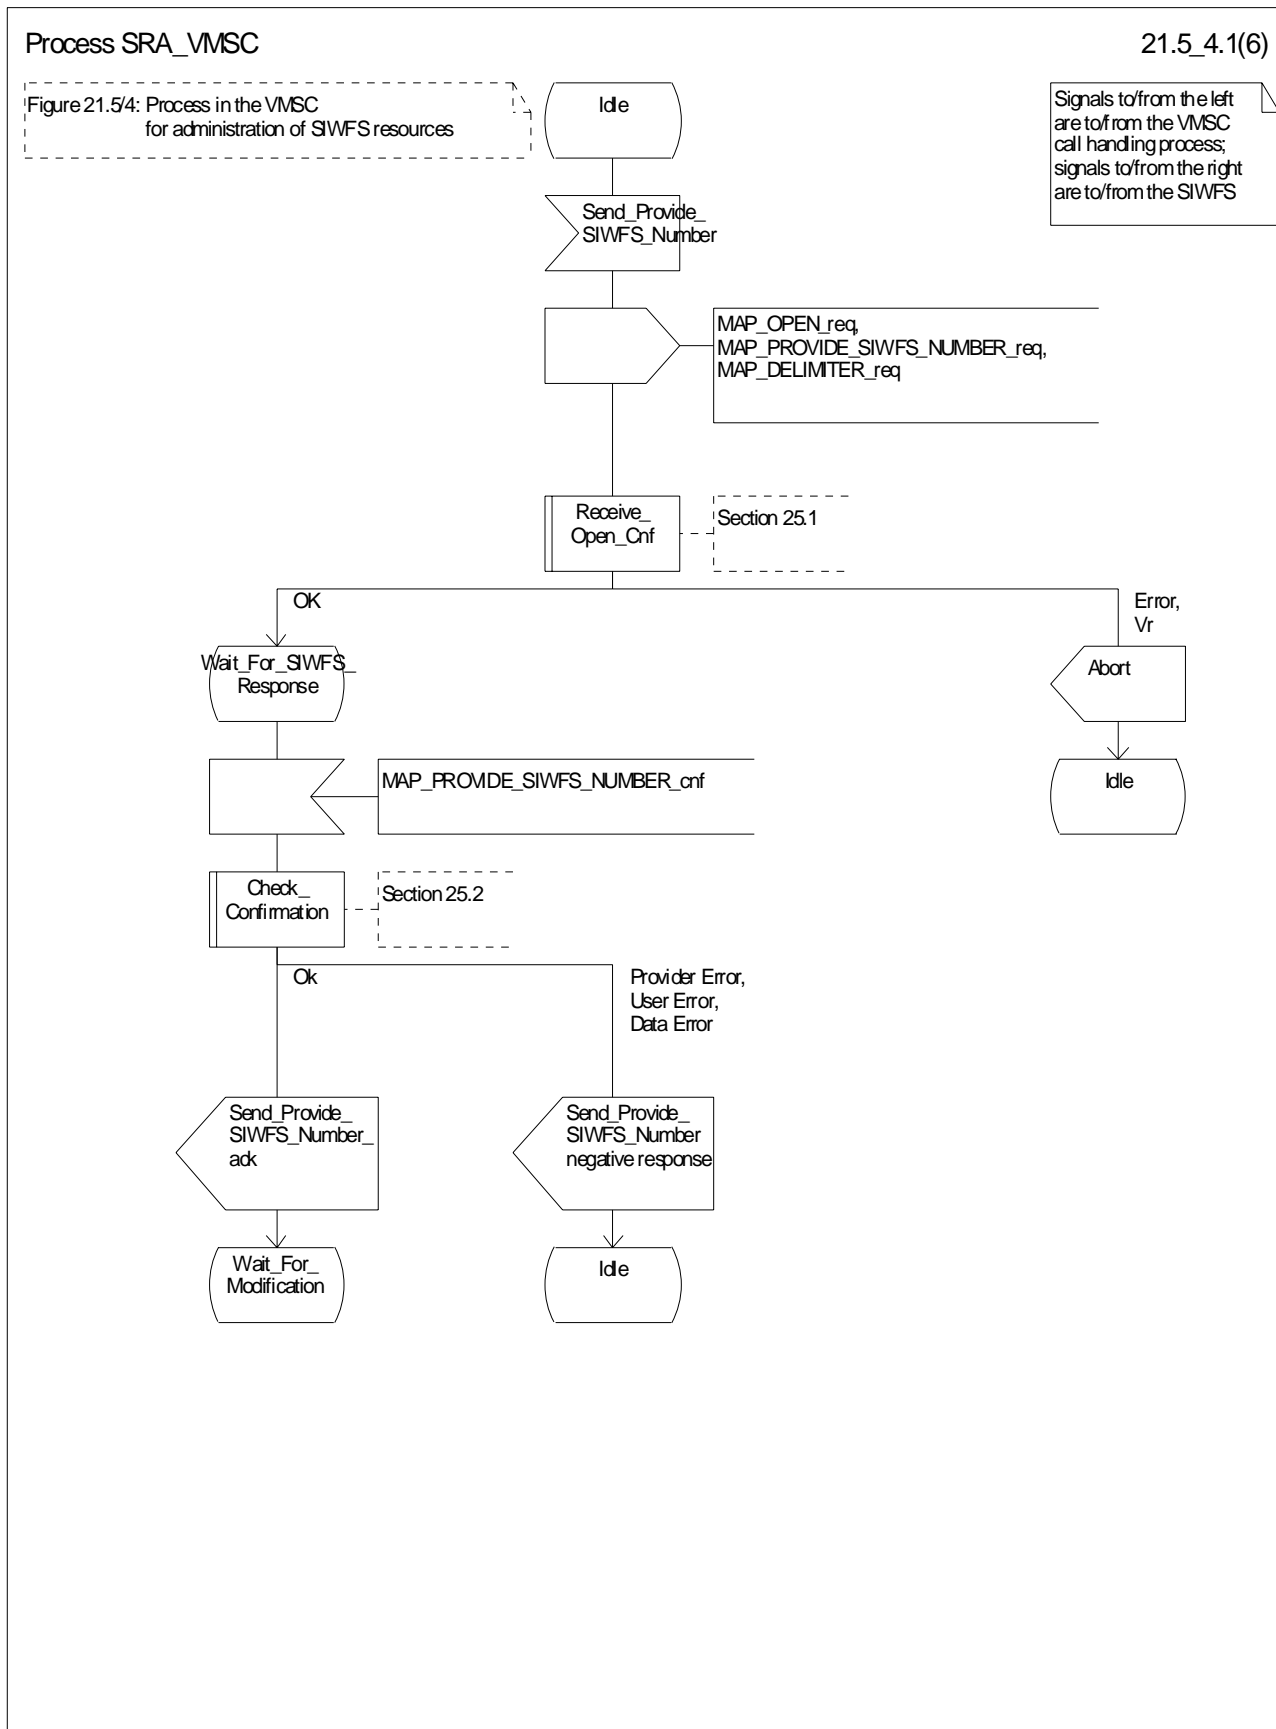 Process SRA_VMSC
21.5_4.1(6)
Figure 21.5/4: Process in the VMSC
for administration of SIWFS resources
Idle
Signals to/from the left
are to/from the VMSC
call handling process;
signals to/from the right
are to/from the SIWFS
Send_Provide_
SIWFS_Number
MAP_OPEN_req,
MAP_PROVIDE_SIWFS_NUMBER_req,
MAP_DELIMITER_req
Receive_
Open_Cnf
Section 25.1
OK
Error,
Vr
Wait_For_SIWFS_
Response
Abort
MAP_PROVIDE_SIWFS_NUMBER_cnf
Idle
Check_
Confirmation
Section 25.2
Ok
Provider Error,
User Error,
Data Error
Send_Provide_
SIWFS_Number_
ack
Send_Provide_
SIWFS_Number
negative response
Wait_For_
Modification
Idle